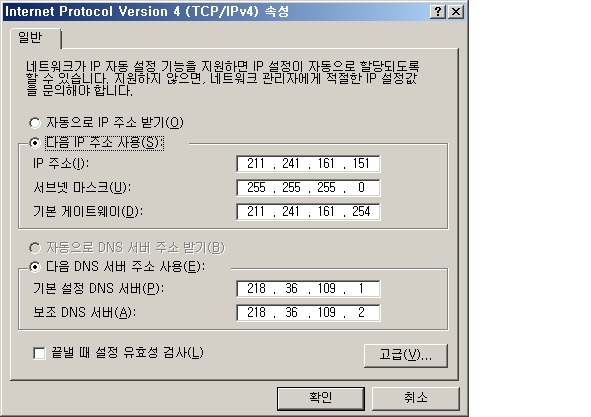 Internet Protocol Version 4 (TCP/IPv4) 속성
일반
네트워크가 IP 자동 설정 기능을 지원하면 IP 설정이 자동으로 할당되도록
할 수 있습니다. 지원하지 않으면, 네트워크 관리자에게 적절한 IP 설정값
을 문의해야 합니다.
자동으로 IP 주소 받기(O)
다음 IP 주소 사용(S):
IP 주소(I): 211 . 241 . 161 . 151
서브넷 마스크(U): 255 . 255 . 255 . 0
기본 게이트웨이(D): 211 . 241 . 161 . 254
자동으로 DNS 서버 주소 받기(B)
다음 DNS 서버 주소 사용(E):
기본 설정 DNS 서버(P): 218 . 36 . 109 . 1
보조 DNS 서버(A): 218 . 36 . 109 . 2
끝낼 때 설정 유효성 검사(L)
고급(V)...
확인 취소